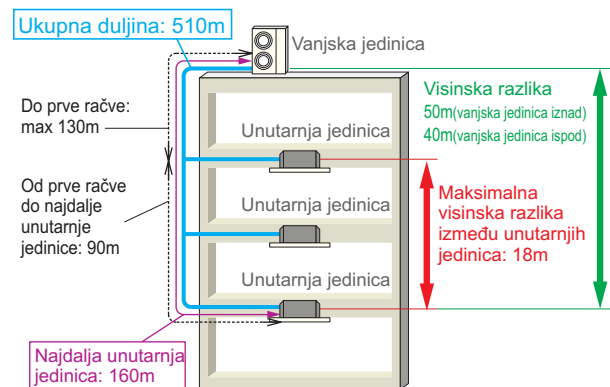 Ukupna duljina: 510m
Vanjska jedinica
Do prve račve:
max 130m
Od prve račve
do najdalje
unutarnje
jedinice: 90m
Unutarnja jedinica
Unutarnja jedinica
Unutarnja jedinica
Visinska razlika
50m(vanjska jedinica iznad)
40m(vanjska jedinica ispod)
Maksimalna
visinska razlika
između unutarnjih
jedinica: 18m
Najdalja unutarnja
jedinica: 160m